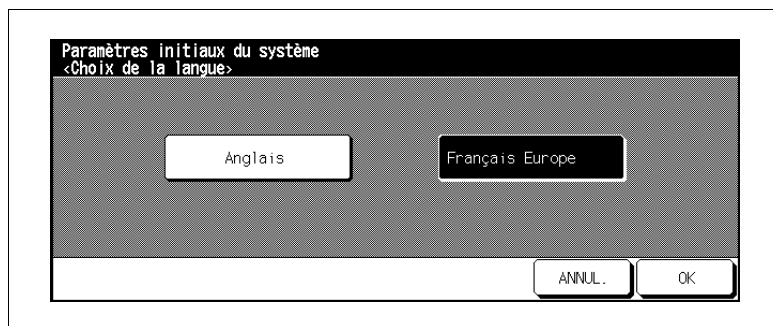 Paramètres initiaux du système
<Choix de la langue>
Anglais
Français Europe
ANNUL.
OK